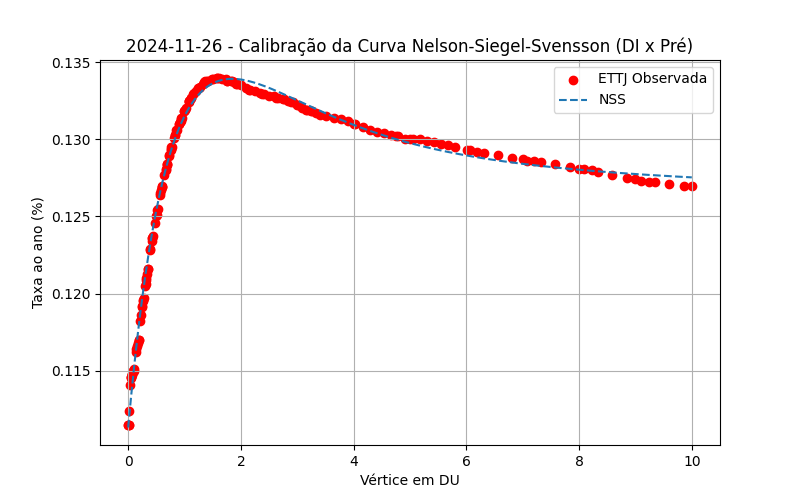 2024-11-26 - Calibração da Curva Nelson-Siegel-Svensson (DI x Pré)
0.135
0.130
0.125
0.120
0.115
Taxa ao ano (%)
ETTJ Observada
NSS
0
2
4
6
8
10
Vértice em DU